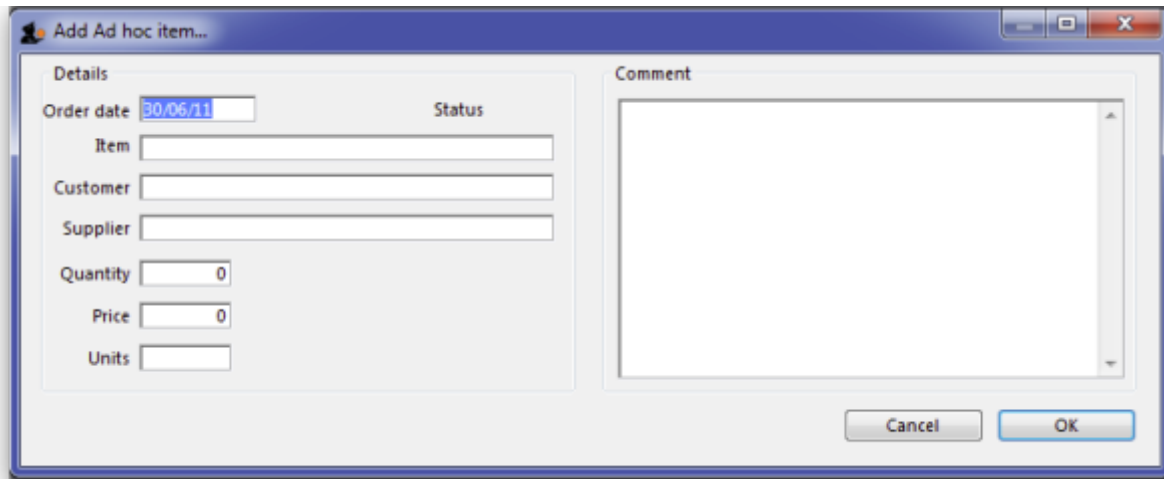 Add Ad hoc item...
Details
Order date 30/06/11 Status
Item
Customer
Supplier
Quantity 0
Price 0
Units
Comment
Cancel OK